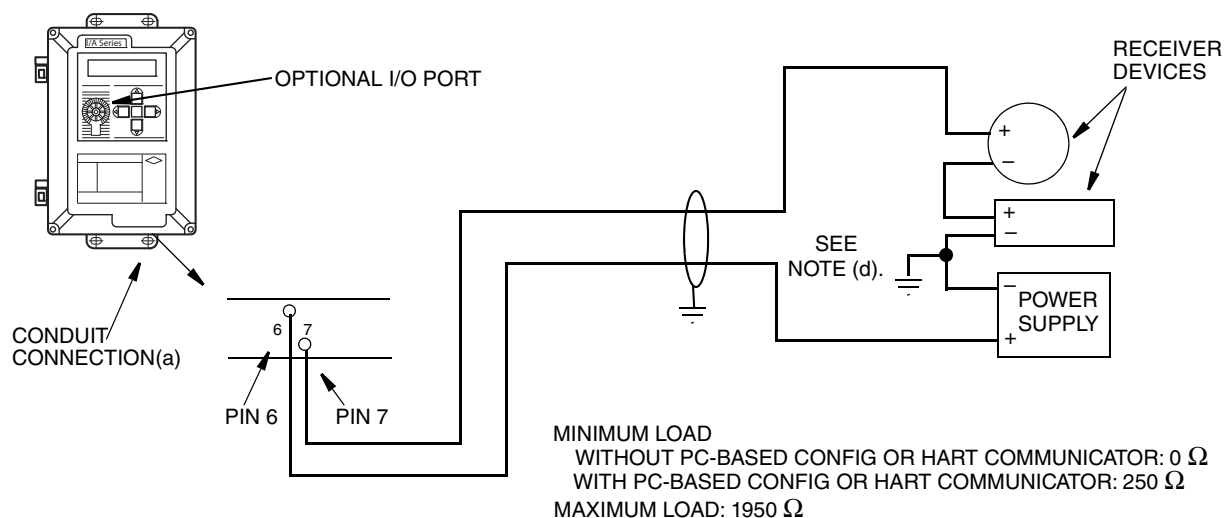 I/A Series
OPTIONAL I/O PORT
RECEIVER
DEVICES
+
−
+
−
SEE
NOTE (d).
−
POWER
SUPPLY
+
CONDUIT
CONNECTION(a)
6
7
PIN 6
PIN 7
MINIMUM LOAD
WITHOUT PC-BASED CONFIG OR HART COMMUNICATOR: 0 Ω
WITH PC-BASED CONFIG OR HART COMMUNICATOR: 250 Ω
MAXIMUM LOAD: 1950 Ω